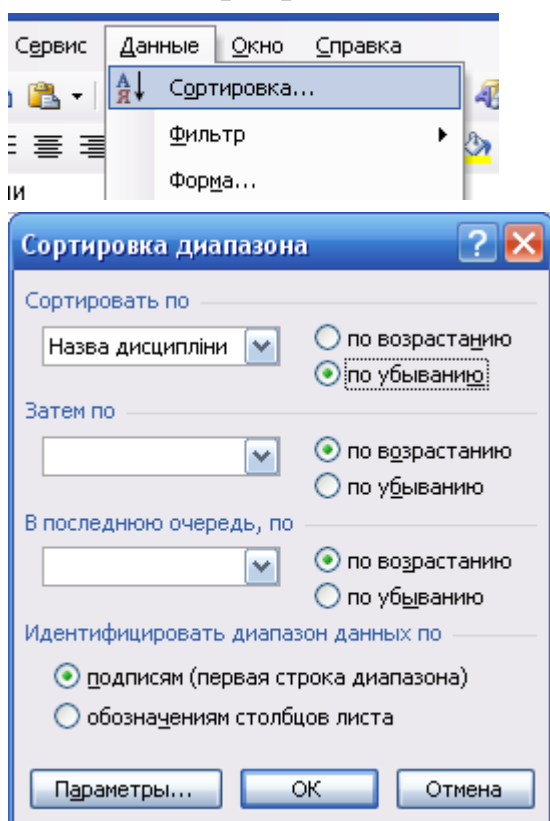 Сервис Данные Окно Справка
А Я Сортировка...
Фильтр
ии Форма...
Сортировка диапазона ?
Сортировать по
Назва дисципліни по возрастанию
по убыванию
Затем по
по возрастанию
по убыванию
В последнюю очередь, по
по возрастанию
по убыванию
Идентифицировать диапазон данных по
подписям (первая строка диапазона)
обозначениям столбцов листа
Параметры... ОК Отмена